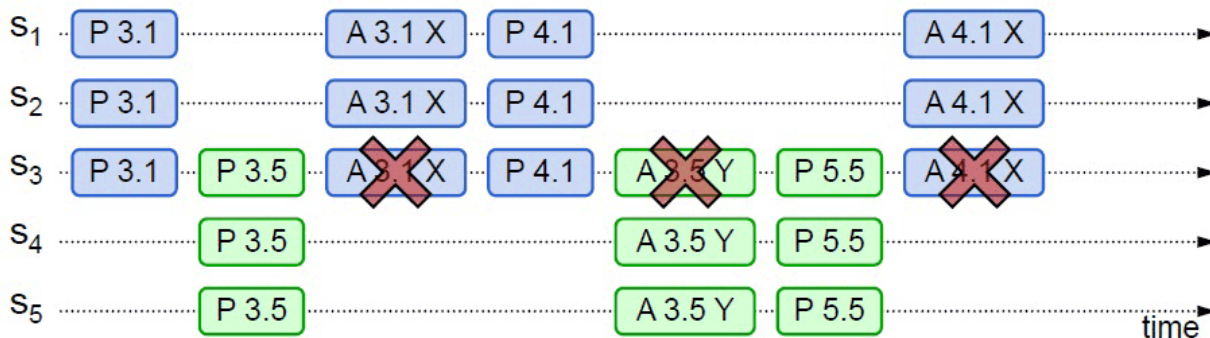 S1 P 3.1 A 3.1 X P 4.1 A 4.1 X
S2 P 3.1 A 3.1 X P 4.1 A 4.1 X
S3 P 3.1 P 3.5 A 3.1 X P 4.1 A 3.5 Y P 5.5 A 4.1 X
S4 P 3.5 A 3.5 Y P 5.5
S5 P 3.5 A 3.5 Y P 5.5
time